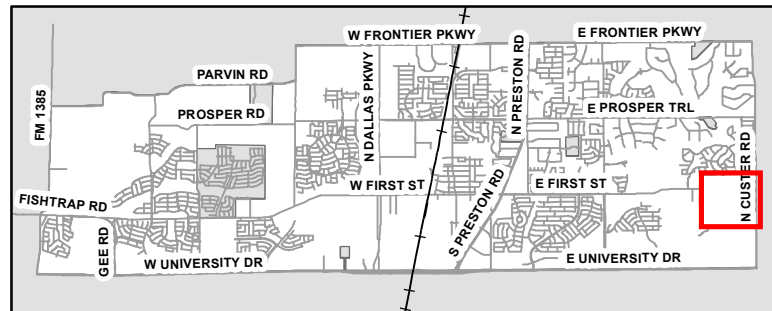 W FRONTIER PKWY
E FRONTIER PKWY
PARVIN RD
PROSPER RD
FM 1385
N DALLAS PKWY
N PRESTON RD
E PROSPER TRL
W FIRST ST
E FIRST ST
S PRESTON RD
N CUSTER RD
FISHTRAP RD
GEE RD
W UNIVERSITY DR
E UNIVERSITY DR